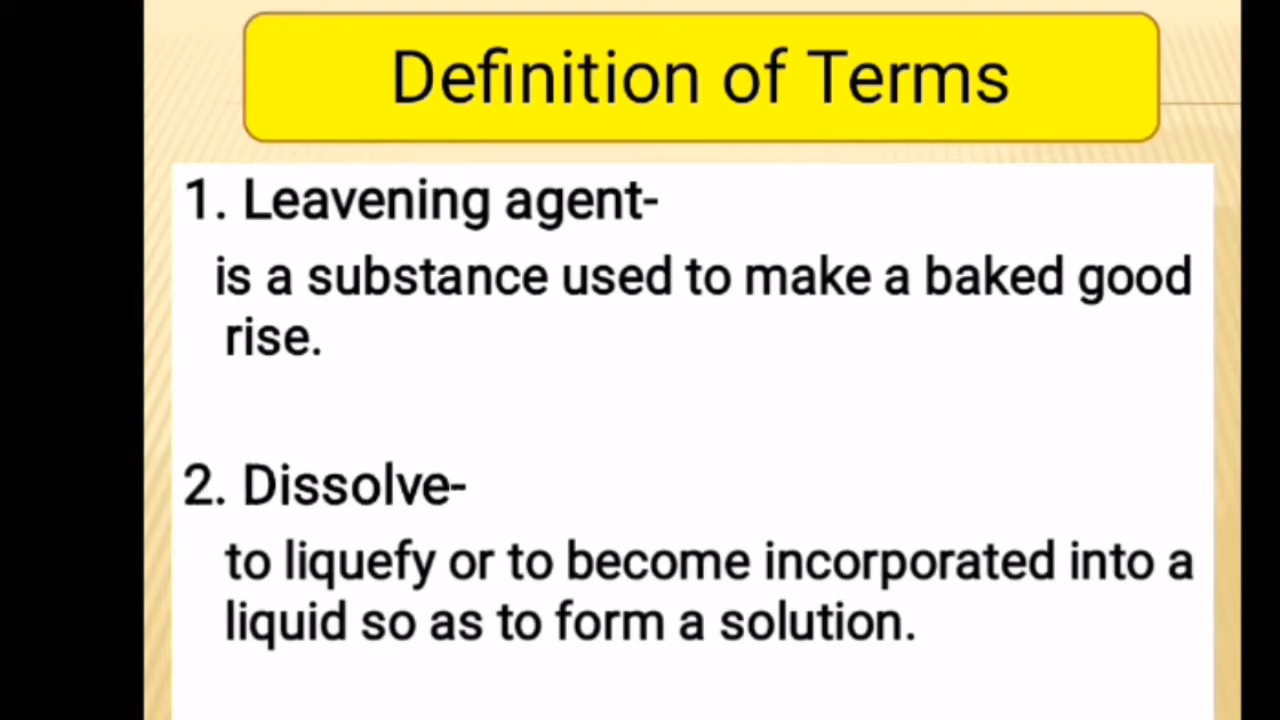 Definition of Terms
1. Leavening agent-
is a substance used to make a baked good
rise.
2. Dissolve-
to liquefy or to become incorporated into a
liquid so as to form a solution.